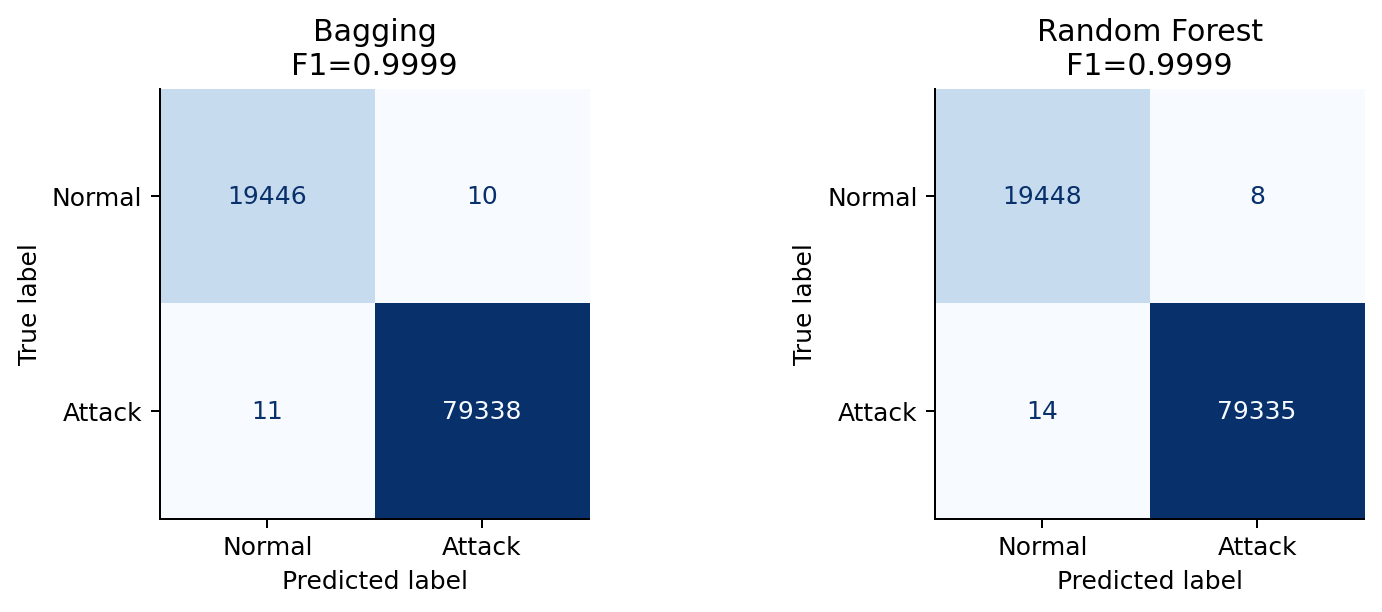 Bagging
F1=0.9999
True label
Normal
19446
10
Attack
11
79338
Normal
Attack
Predicted label
Random Forest
F1=0.9999
True label
Normal
19448
8
Attack
14
79335
Normal
Attack
Predicted label